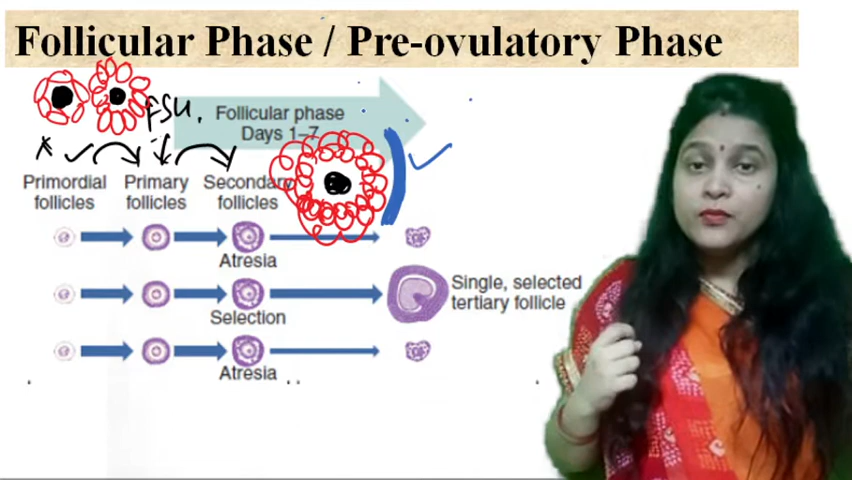 Follicular Phase / Pre-ovulatory Phase
FSH.
Follicular phase
Days 1–7
Primordial
follicles
Primary
follicles
Secondary
follicles
Atresia
Single, selected
tertiary follicle
Selection
Atresia